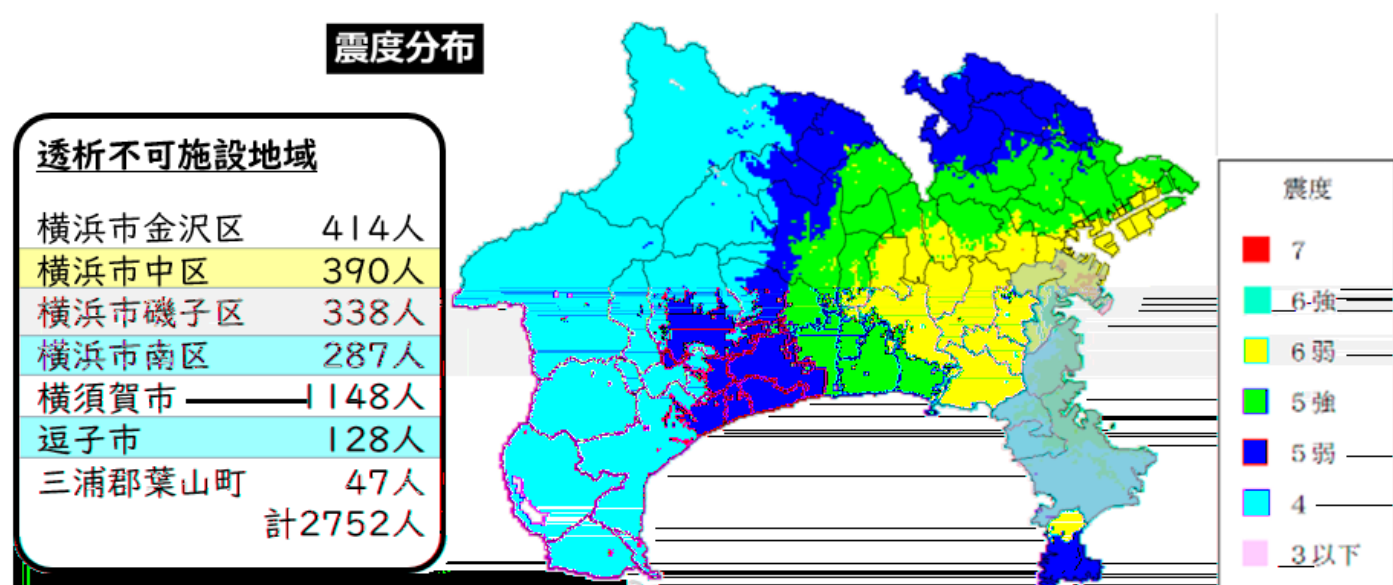 震度分布
透析不可施設地域
横浜市金沢区 414人
横浜市中区 390人
横浜市磯子区 338人
横浜市南区 287人
横須賀市 1148人
逗子市 128人
三浦郡葉山町 47人
計2752人
震度
7
6強
6弱
5強
5弱
4
3以下